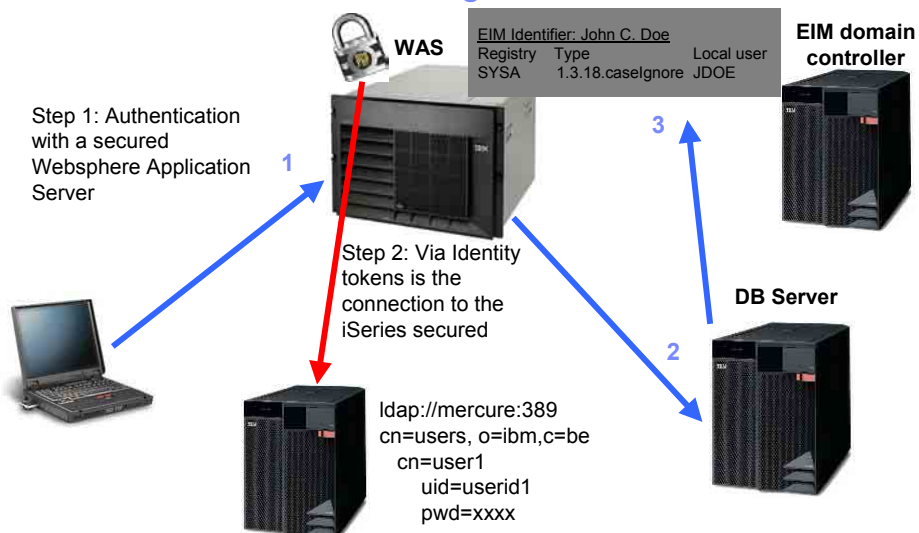 WAS
EIM Identifier: John C. Doe
Registry Type Local user
SYSA 1.3.18.caseIgnore JDOE
EIM domain
controller
Step 1: Authentication
with a secured
Websphere Application
Server
1
3
Step 2: Via Identity
tokens is the
connection to the
iSeries secured
DB Server
2
ldap://mercure:389
cn=users, o=ibm,c=be
cn=user1
uid=userid1
pwd=xxxx